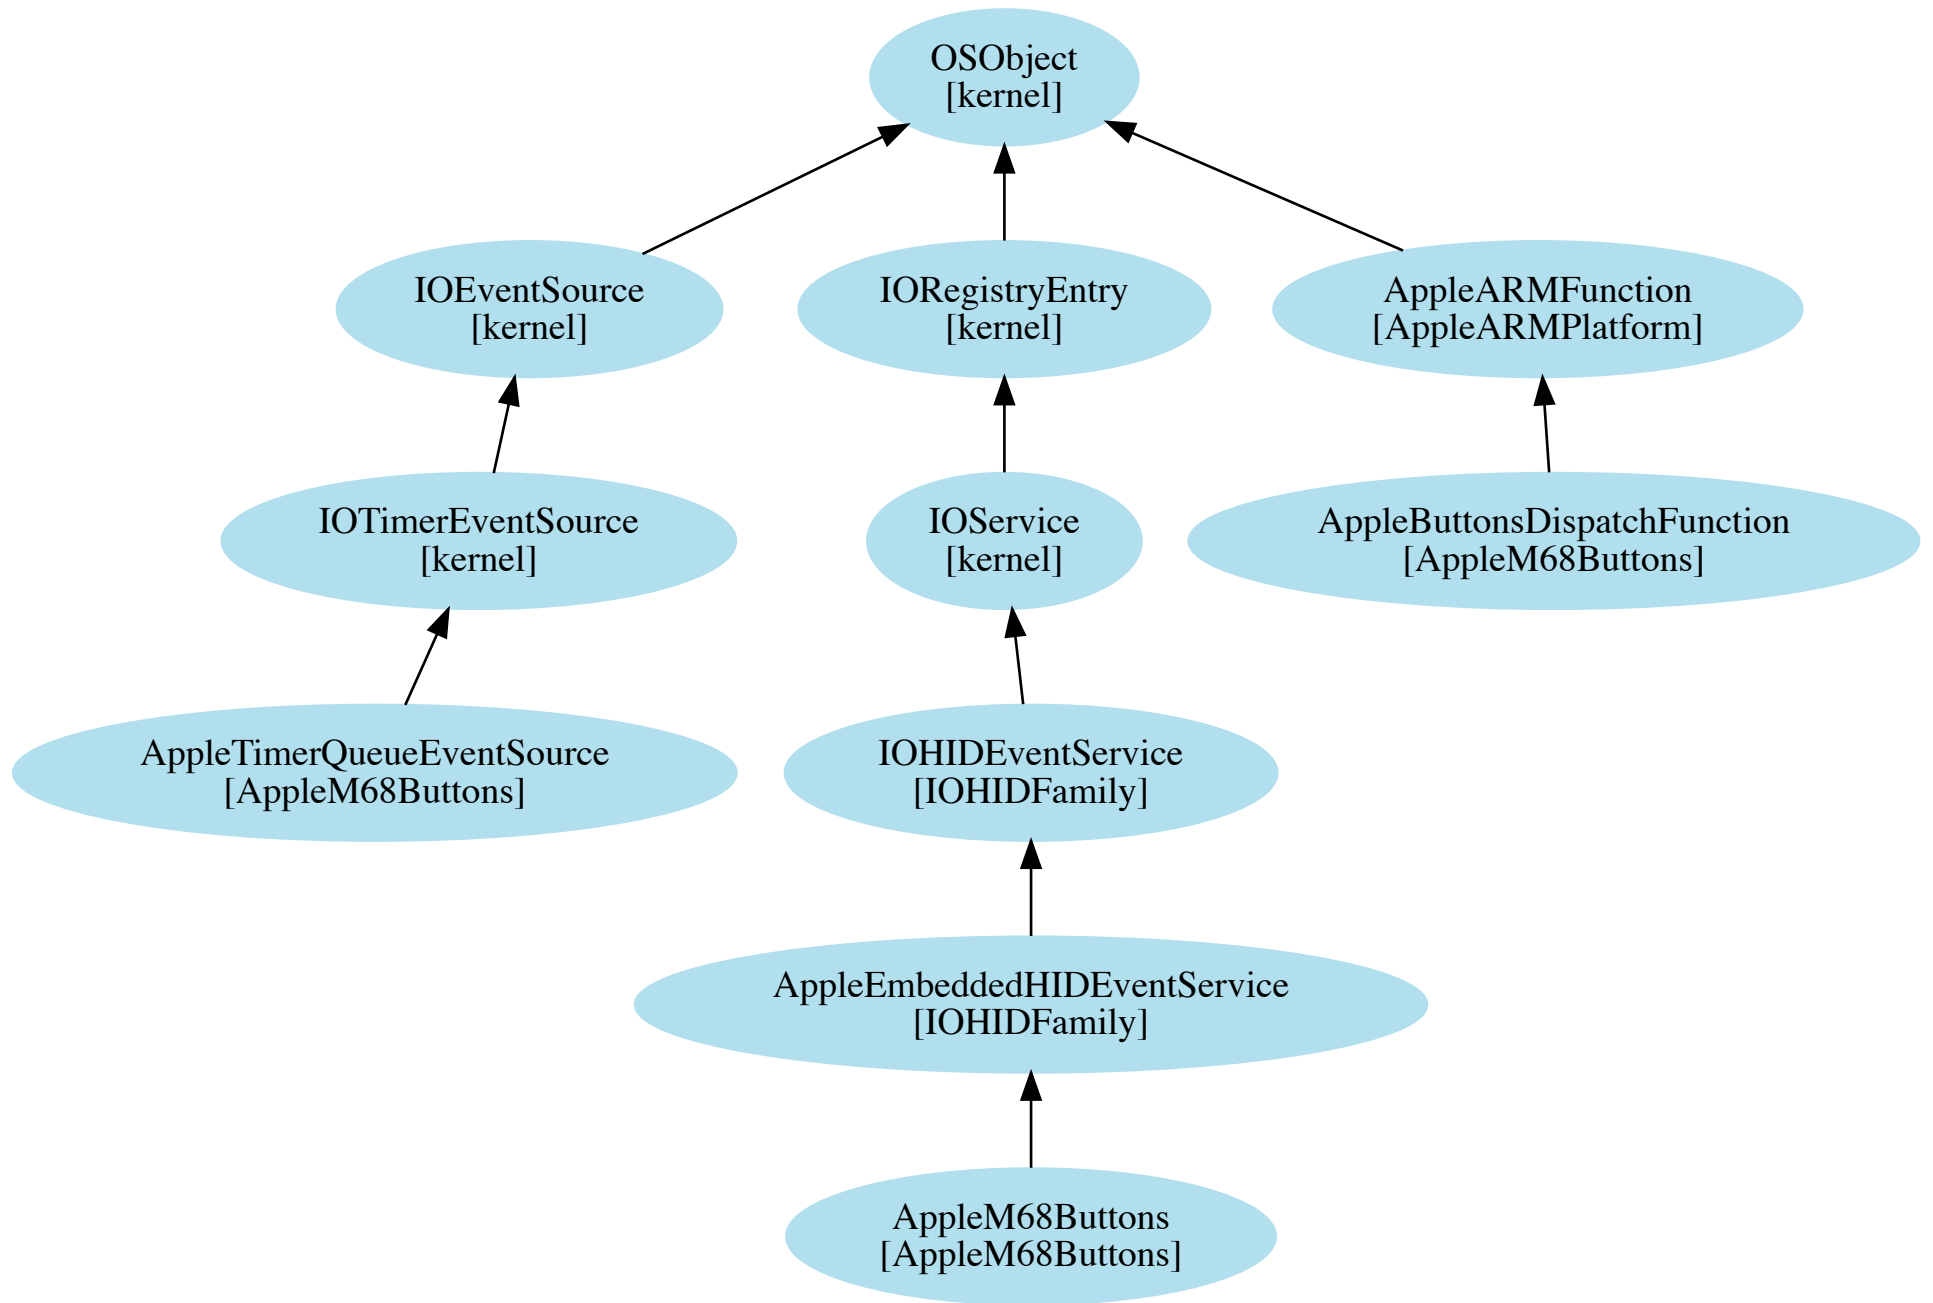 OSObject
[kernel]
IOEventSource
[kernel]
IORegistryEntry
[kernel]
AppleARMFunction
[AppleARMPlatform]
IOTimerEventSource
[kernel]
IOService
[kernel]
AppleButtonsDispatchFunction
[AppleM68Buttons]
AppleTimerQueueEventSource
[AppleM68Buttons]
IOHIDEventService
[IOHIDFamily]
AppleEmbeddedHIDEventService
[IOHIDFamily]
AppleM68Buttons
[AppleM68Buttons]